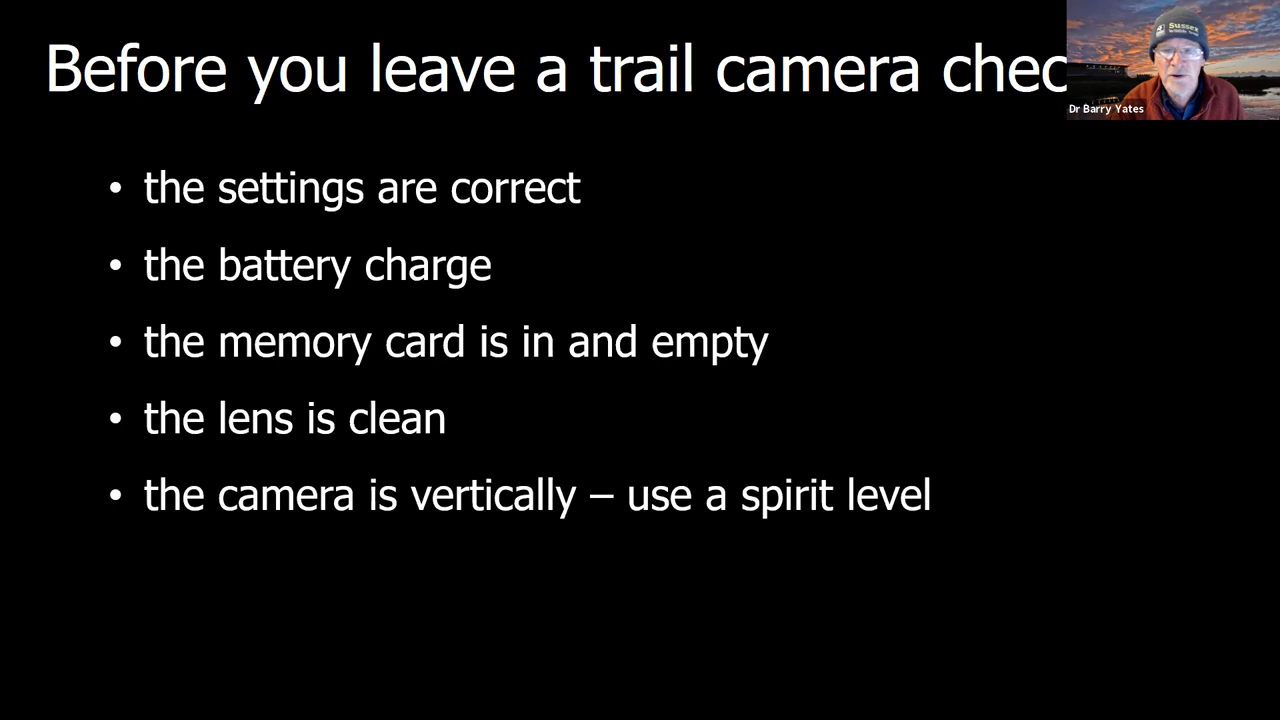 Before you leave a trail camera chec
Sussex
Dr Barry Yates
• the settings are correct
• the battery charge
• the memory card is in and empty
• the lens is clean
• the camera is vertically – use a spirit level